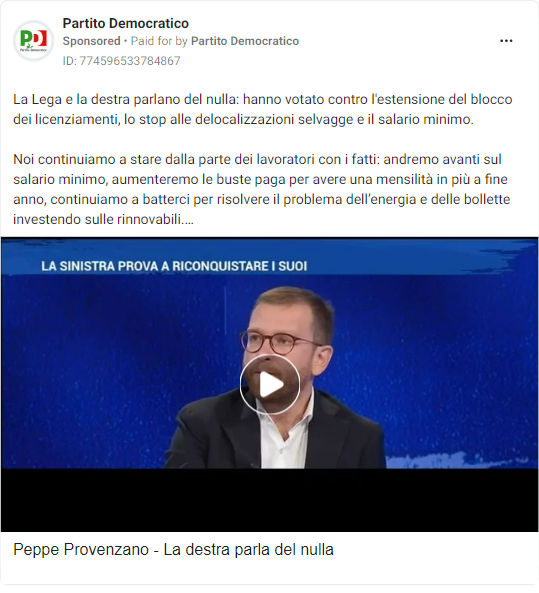 Partito Democratico
Sponsored • Paid for by Partito Democratico
ID: 774596533784867
PD
Partito Democratico
La Lega e la destra parlano del nulla: hanno votato contro l'estensione del blocco
dei licenziamenti, lo stop alle delocalizzazioni selvagge e il salario minimo.
Noi continuiamo a stare dalla parte dei lavoratori con i fatti: andremo avanti sul
salario minimo, aumenteremo le buste paga per avere una mensilità in più a fine
anno, continuiamo a batterci per risolvere il problema dell'energia e delle bollette
investendo sulle rinnovabili....
LA SINISTRA PROVA A RICONQUISTARE I SUOI
Peppe Provenzano - La destra parla del nulla